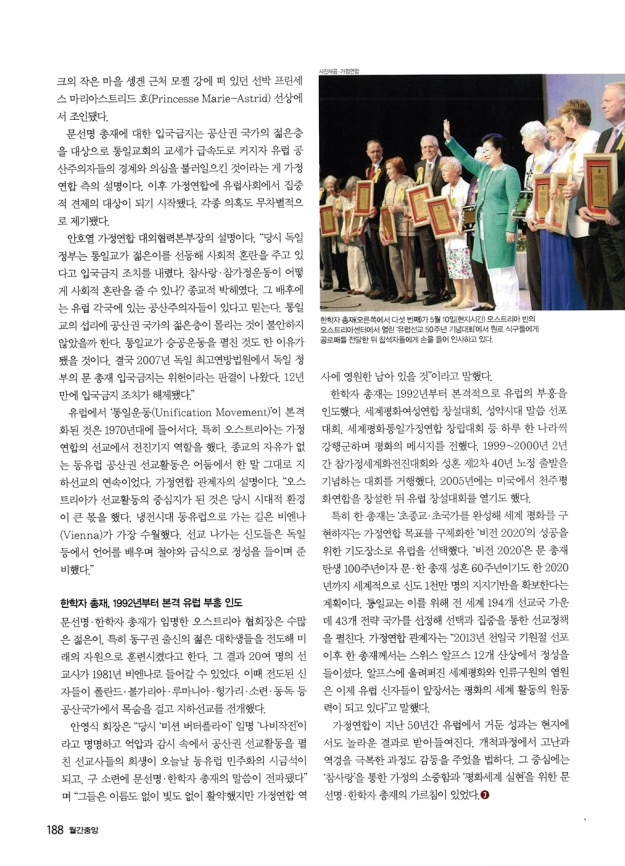 크의 작은 마을 솅겐 근처 모젤 강에 떠 있던 선박 프린세
스 마리아스트리드 호(Princesse Marie-Astrid) 선상에
서 조인됐다.
문선명 총재에 대한 입국금지는 공산권 국가의 젊은층
을 대상으로 통일교회의 교세가 급속도로 커지자 유럽 공
산주의자들의 경계와 의심을 불러일으킨 것이라는 게 가정
연합 측의 설명이다. 이후 가정연합에 유럽사회에서 집중
적 견제의 대상이 되기 시작됐다. 각종 의혹도 무차별적으
로 제기됐다.
안호열 가정연합 대외협력본부장의 설명이다. “당시 독일
정부는 통일교가 젊은이를 선동해 사회적 혼란을 주고 있
다고 입국금지 조치를 내렸다. 참사랑·참가정운동이 어떻
게 사회적 혼란을 줄 수 있나? 종교적 박해였다. 그 배후에
는 유럽 각국에 있는 공산주의자들이 있다고 믿는다. 통일
교의 섭리에 공산권 국가의 젊은층이 몰리는 것이 불안하지
않았을까 한다. 통일교가 승공운동을 펼친 것도 한 이유가
됐을 것이다. 결국 2007년 독일 최고연방법원에서 독일 정
부의 문 총재 입국금지는 위헌이라는 판결이 나왔다. 12년
만에 입국금지 조치가 해제됐다.”
유럽에서 ‘통일운동(Unification Movement)’이 본격
화된 것은 1970년대에 들어서다. 특히 오스트리아는 가정
연합의 선교에서 전진기지 역할을 했다. 종교의 자유가 없
는 동유럽 공산권 선교활동은 어둠에서 한 말 그대로 지
하선교의 연속이었다. 가정연합 관계자의 설명이다. “오스
트리아가 선교활동의 중심지가 된 것은 당시 시대적 환경
이 큰 몫을 했다. 냉전시대 동유럽으로 가는 길은 비엔나
(Vienna)가 가장 수월했다. 선교 나가는 신도들은 독일
등에서 언어를 배우며 철야와 금식으로 정성을 들이며 준
비했다.”
한학자 총재, 1992년부터 본격 유럽 부흥 인도
문선명·한학자 총재가 임명한 오스트리아 협회장은 수많
은 젊은이, 특히 동구권 출신의 젊은 대학생들을 전도해 미
래의 자원으로 훈련시켰다고 한다. 그 결과 20여 명의 선
교사가 1981년 비엔나로 들어갈 수 있었다. 이때 전도된 신
자들이 폴란드·불가리아·루마니아·헝가리·소련·동독 등
공산국가에서 목숨을 걸고 지하선교를 전개했다.
안영식 회장은 “당시 ‘미션 버터플라이’ 일명 ‘나비작전’이
라고 명명하고 억압과 감시 속에서 공산권 선교활동을 펼
친 선교사들의 희생이 오늘날 동유럽 민주화의 시금석이
되고, 구 소련에 문선명·한학자 총재의 말씀이 전파됐다”
며 “그들은 이름도 없이 빛도 없이 활약했지만 가정연합 역
188 월간중앙
사진제공·가정연합
한학자 총재(오른쪽에서 다섯 번째)가 5월 10일(현지시간) 오스트리아 빈의
오스트리아센터에서 열린 ‘유럽선교 50주년 기념대회’에서 원로 식구들에게
공로패를 전달한 뒤 참석자들에게 손을 들어 인사하고 있다.
사에 영원한 남아 있을 것”이라고 말했다.
한학자 총재는 1992년부터 본격적으로 유럽의 부흥을
인도했다. 세계평화여성연합 창설대회, 성약시대 말씀 선포
대회, 세계평화통일가정연합 창립대회 등 하루 한 나라씩
강행군하며 평화의 메시지를 전했다. 1999~2000년 2년
간 참가정세계화전진대회와 성혼 제2차 40년 노정 출발을
기념하는 대회를 거행했다. 2005년에는 미국에서 천주평
화연합을 창설한 뒤 유럽 창설대회를 열기도 했다.
특히 한 총재는 ‘초종교·초국가를 완성해 세계 평화를 구
현하자’는 가정연합 목표를 구체화한 ‘비전 2020’의 성공을
위한 기도장소로 유럽을 선택했다. ‘비전 2020’은 문 총재
탄생 100주년이자 문·한 총재 성혼 60주년이기도 한 2020
년까지 세계적으로 신도 1천만 명의 지지기반을 확보한다는
계획이다. 통일교는 이를 위해 전 세계 194개 선교국 가운
데 43개 전략 국가를 선정해 선택과 집중을 통한 선교정책
을 펼친다. 가정연합 관계자는 “2013년 천일국 기원절 선포
이후 한 총재께서는 스위스 알프스 12개 산상에서 정성을
들이셨다. 알프스에 울려퍼진 세계평화와 인류구원의 염원
은 이제 유럽 신자들이 앞장서는 평화의 세계 활동의 원동
력이 되고 있다”고 말했다.
가정연합이 지난 50년간 유럽에서 거둔 성과는 현지에
서도 놀라운 결과로 받아들여진다. 개척과정에서 고난과
역경을 극복한 과정도 감동을 주었을 법하다. 그 중심에는
‘참사랑’을 통한 가정의 소중함과 ‘평화세계 실현’을 위한 문
선명·한학자 총재의 가르침이 있었다.